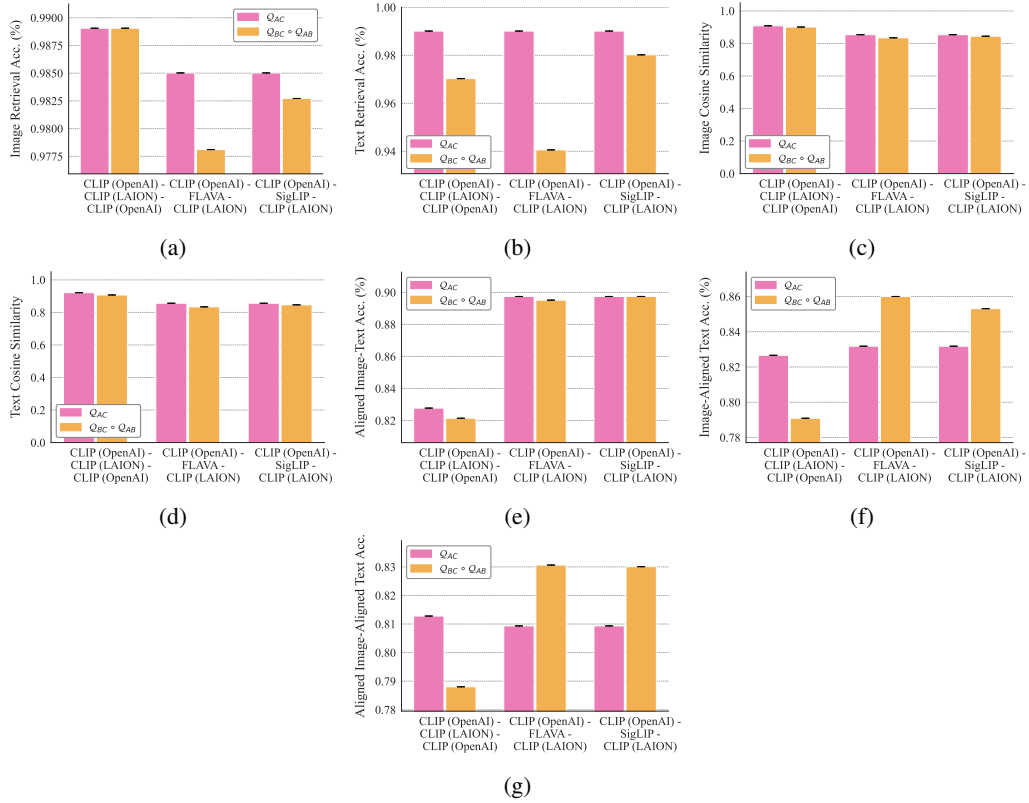 Image Retrieval Acc. (%)
0.9900
0.9875
0.9850
0.9825
0.9800
0.9775
Q_AC
Q_BC ∘ Q_AB
CLIP (OpenAI) -
CLIP (LAION) -
CLIP (OpenAI)
CLIP (OpenAI) -
FLAVA -
CLIP (LAION)
CLIP (OpenAI) -
SigLIP -
CLIP (LAION)
(a)
Text Retrieval Acc. (%)
1.00
0.98
0.96
0.94
Q_AC
Q_BC ∘ Q_AB
CLIP (OpenAI) -
CLIP (LAION) -
CLIP (OpenAI)
CLIP (OpenAI) -
FLAVA -
CLIP (LAION)
CLIP (OpenAI) -
SigLIP -
CLIP (LAION)
(b)
Image Cosine Similarity
1.0
0.8
0.6
0.4
0.2
0.0
Q_AC
Q_BC ∘ Q_AB
CLIP (OpenAI) -
CLIP (LAION) -
CLIP (OpenAI)
CLIP (OpenAI) -
FLAVA -
CLIP (LAION)
CLIP (OpenAI) -
SigLIP -
CLIP (LAION)
(c)
Text Cosine Similarity
1.0
0.8
0.6
0.4
0.2
0.0
Q_AC
Q_BC ∘ Q_AB
CLIP (OpenAI) -
CLIP (LAION) -
CLIP (OpenAI)
CLIP (OpenAI) -
FLAVA -
CLIP (LAION)
CLIP (OpenAI) -
SigLIP -
CLIP (LAION)
(d)
Aligned Image-Text Acc. (%)
0.90
0.88
0.86
0.84
0.82
Q_AC
Q_BC ∘ Q_AB
CLIP (OpenAI) -
CLIP (LAION) -
CLIP (OpenAI)
CLIP (OpenAI) -
FLAVA -
CLIP (LAION)
CLIP (OpenAI) -
SigLIP -
CLIP (LAION)
(e)
Image-Aligned Text Acc. (%)
0.86
0.84
0.82
0.80
0.78
Q_AC
Q_BC ∘ Q_AB
CLIP (OpenAI) -
CLIP (LAION) -
CLIP (OpenAI)
CLIP (OpenAI) -
FLAVA -
CLIP (LAION)
CLIP (OpenAI) -
SigLIP -
CLIP (LAION)
(f)
Aligned Image-Aligned Text Acc.
0.83
0.82
0.81
0.80
0.79
0.78
Q_AC
Q_BC ∘ Q_AB
CLIP (OpenAI) -
CLIP (LAION) -
CLIP (OpenAI)
CLIP (OpenAI) -
FLAVA -
CLIP (LAION)
CLIP (OpenAI) -
SigLIP -
CLIP (LAION)
(g)